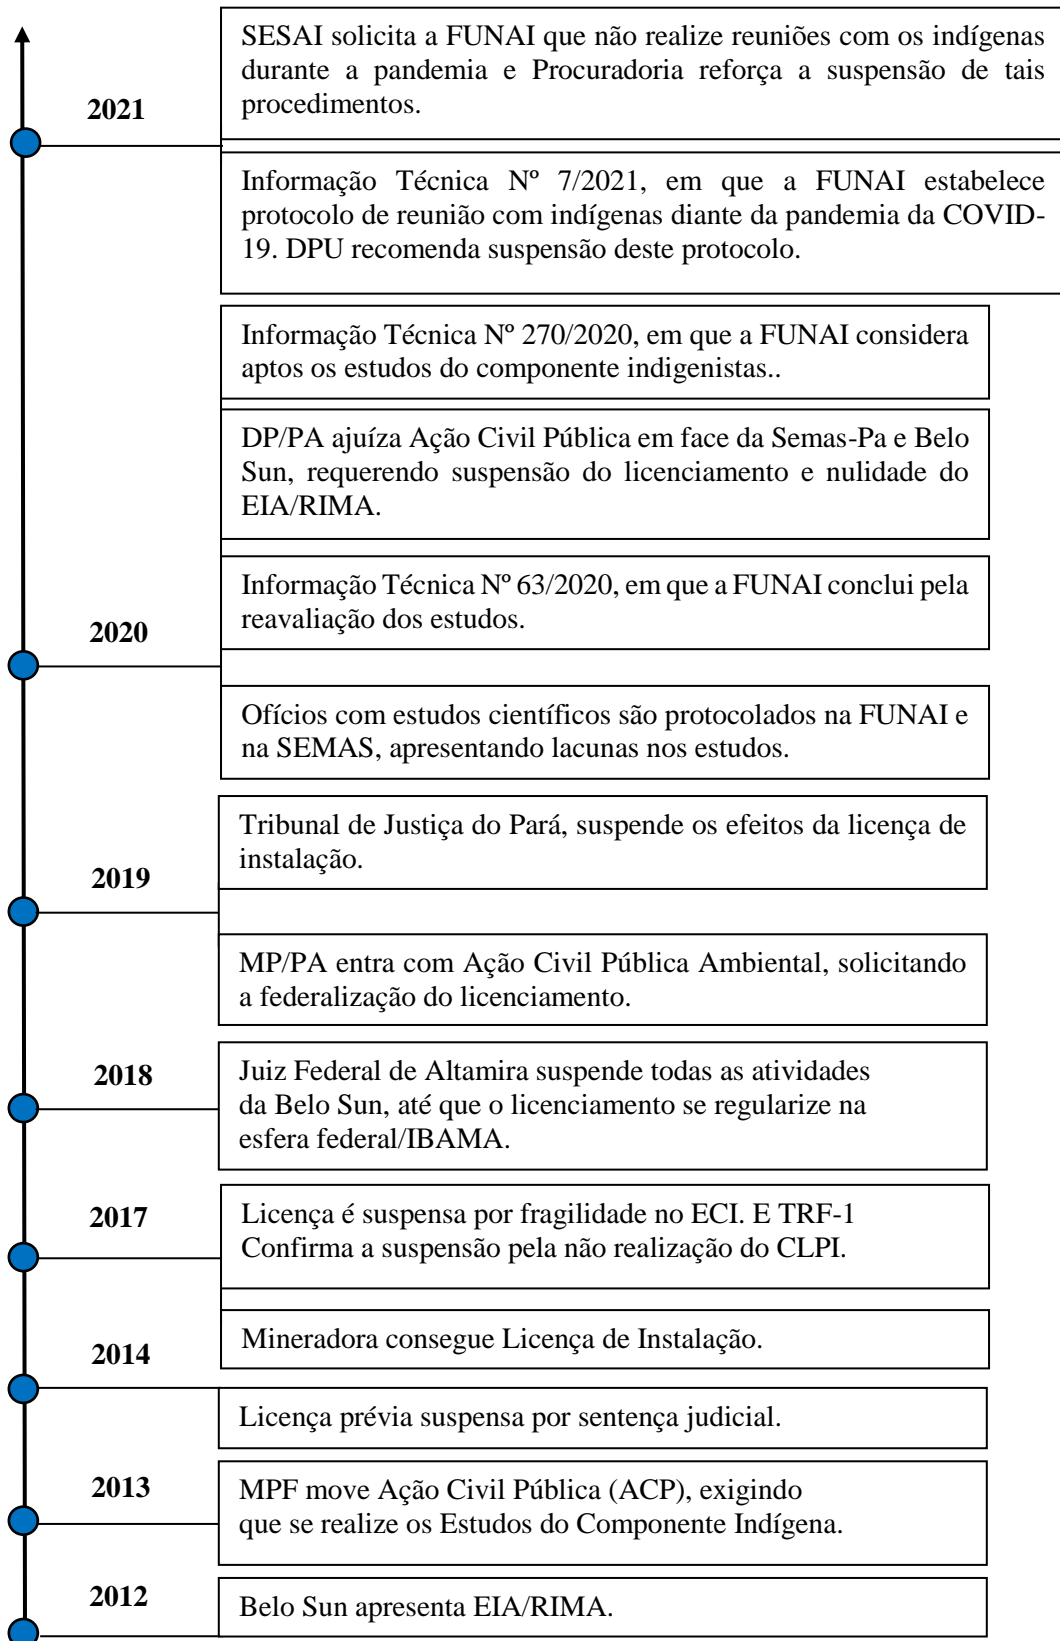 SESAI solicita a FUNAI que não realize reuniões com os indígenas
durante a pandemia e Procuradoria reforça a suspensão de tais
procedimentos.
2021
Informação Técnica Nº 7/2021, em que a FUNAI estabelece
protocolo de reunião com indígenas diante da pandemia da COVID-
19. DPU recomenda suspensão deste protocolo.
Informação Técnica Nº 270/2020, em que a FUNAI considera
aptos os estudos do componente indigenistas..
DP/PA ajuíza Ação Civil Pública em face da Semas-Pa e Belo
Sun, requerendo suspensão do licenciamento e nulidade do
EIA/RIMA.
Informação Técnica Nº 63/2020, em que a FUNAI conclui pela
reavaliação dos estudos.
2020
Ofícios com estudos científicos são protocolados na FUNAI e
na SEMAS, apresentando lacunas nos estudos.
Tribunal de Justiça do Pará, suspende os efeitos da licença de
instalação.
2019
MP/PA entra com Ação Civil Pública Ambiental, solicitando
a federalização do licenciamento.
2018
Juiz Federal de Altamira suspende todas as atividades
da Belo Sun, até que o licenciamento se regularize na
esfera federal/IBAMA.
2017
Licença é suspensa por fragilidade no ECI. E TRF-1
Confirma a suspensão pela não realização do CLPI.
Mineradora consegue Licença de Instalação.
2014
Licença prévia suspensa por sentença judicial.
2013
MPF move Ação Civil Pública (ACP), exigindo
que se realize os Estudos do Componente Indígena.
2012
Belo Sun apresenta EIA/RIMA.